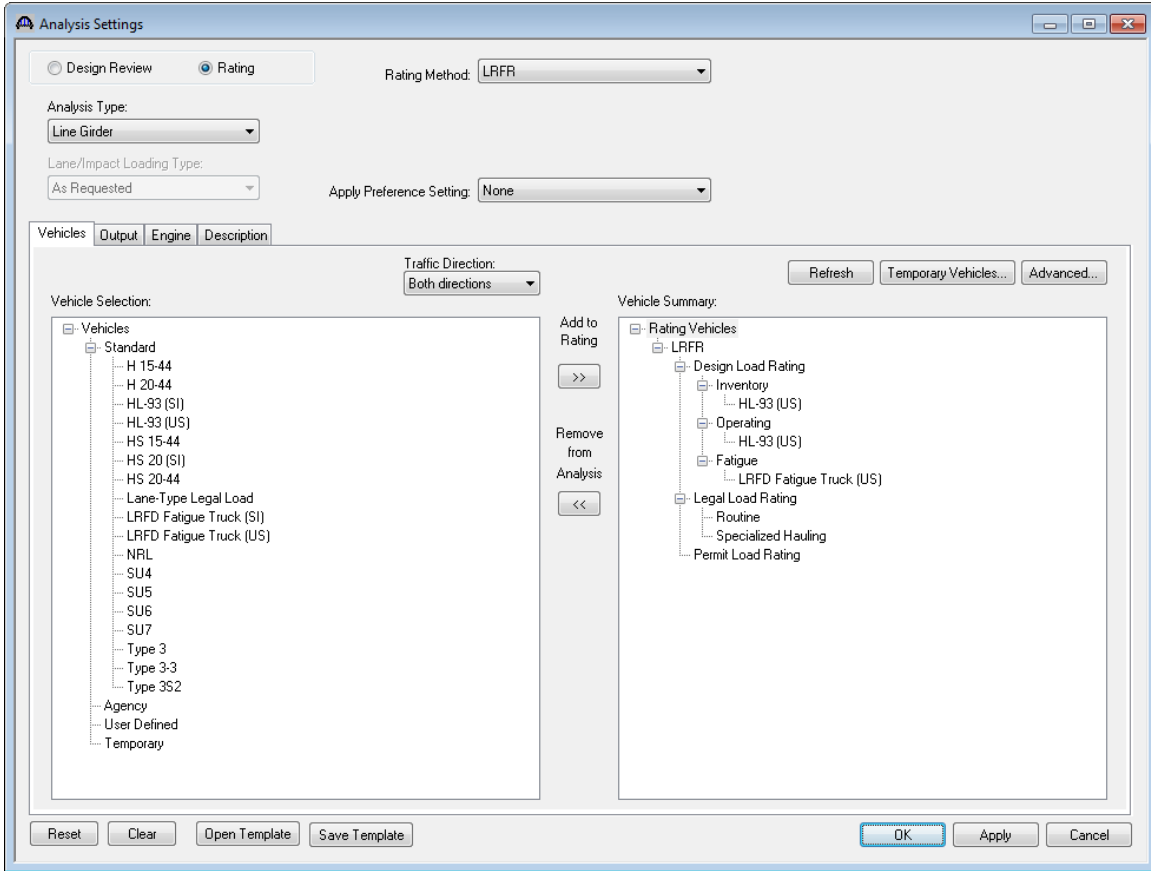 Analysis Settings
Design Review Rating Rating Method: LRFR
Analysis Type:
Line Girder
Lane/Impact Loading Type:
As Requested Apply Preference Setting: None
Vehicles Output Engine Description
Traffic Direction:
Both directions Refresh Temporary Vehicles... Advanced...
Vehicle Selection:
Vehicles
Standard
H 15-44
H 20-44
HL-93 (SI)
HL-93 (US)
HS 15-44
HS 20 (SI)
HS 20-44
Lane-Type Legal Load
LRFD Fatigue Truck (SI)
LRFD Fatigue Truck (US)
NRL
SU4
SU5
SU6
SU7
Type 3
Type 3-3
Type 3S2
Agency
User Defined
Temporary
Add to
Rating
>>
Remove
from
Analysis
<<
Vehicle Summary:
Rating Vehicles
LRFR
Design Load Rating
Inventory
HL-93 (US)
Operating
HL-93 (US)
Fatigue
LRFD Fatigue Truck (US)
Legal Load Rating
Routine
Specialized Hauling
Permit Load Rating
Reset Clear Open Template Save Template OK Apply Cancel